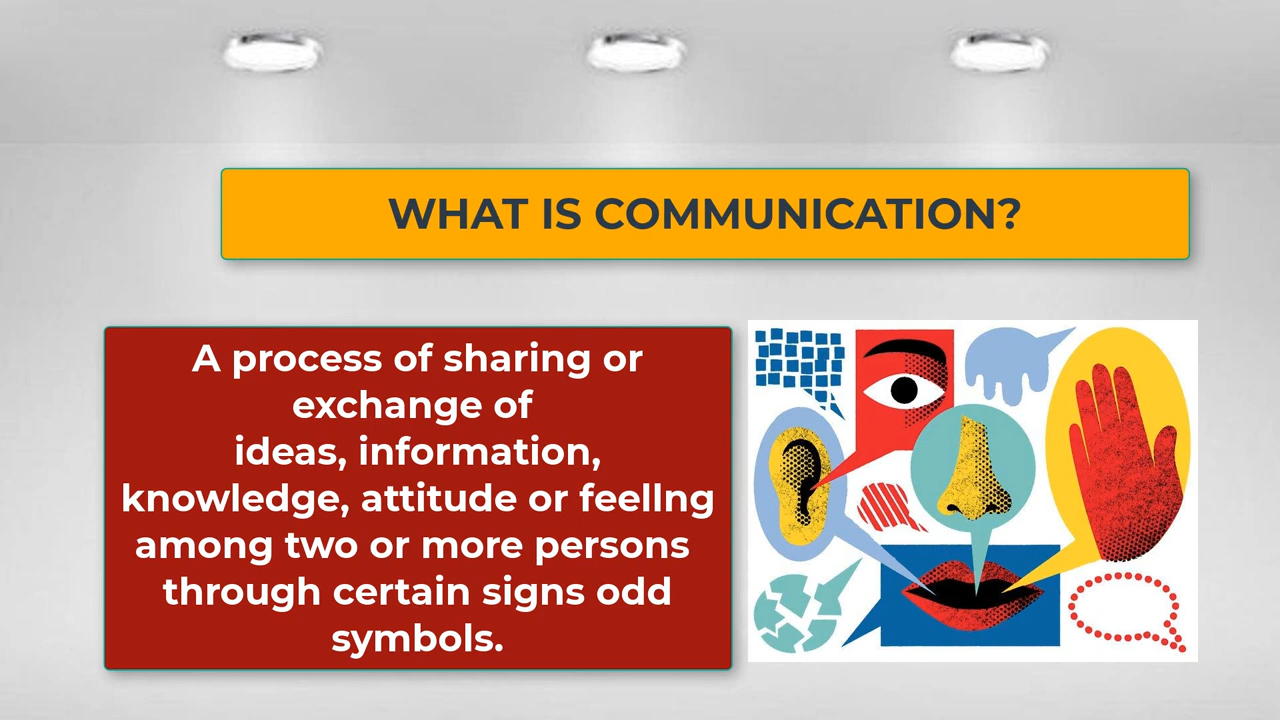 WHAT IS COMMUNICATION?
A process of sharing or
exchange of
ideas, information,
knowledge, attitude or feelIng
among two or more persons
through certain signs odd
symbols.